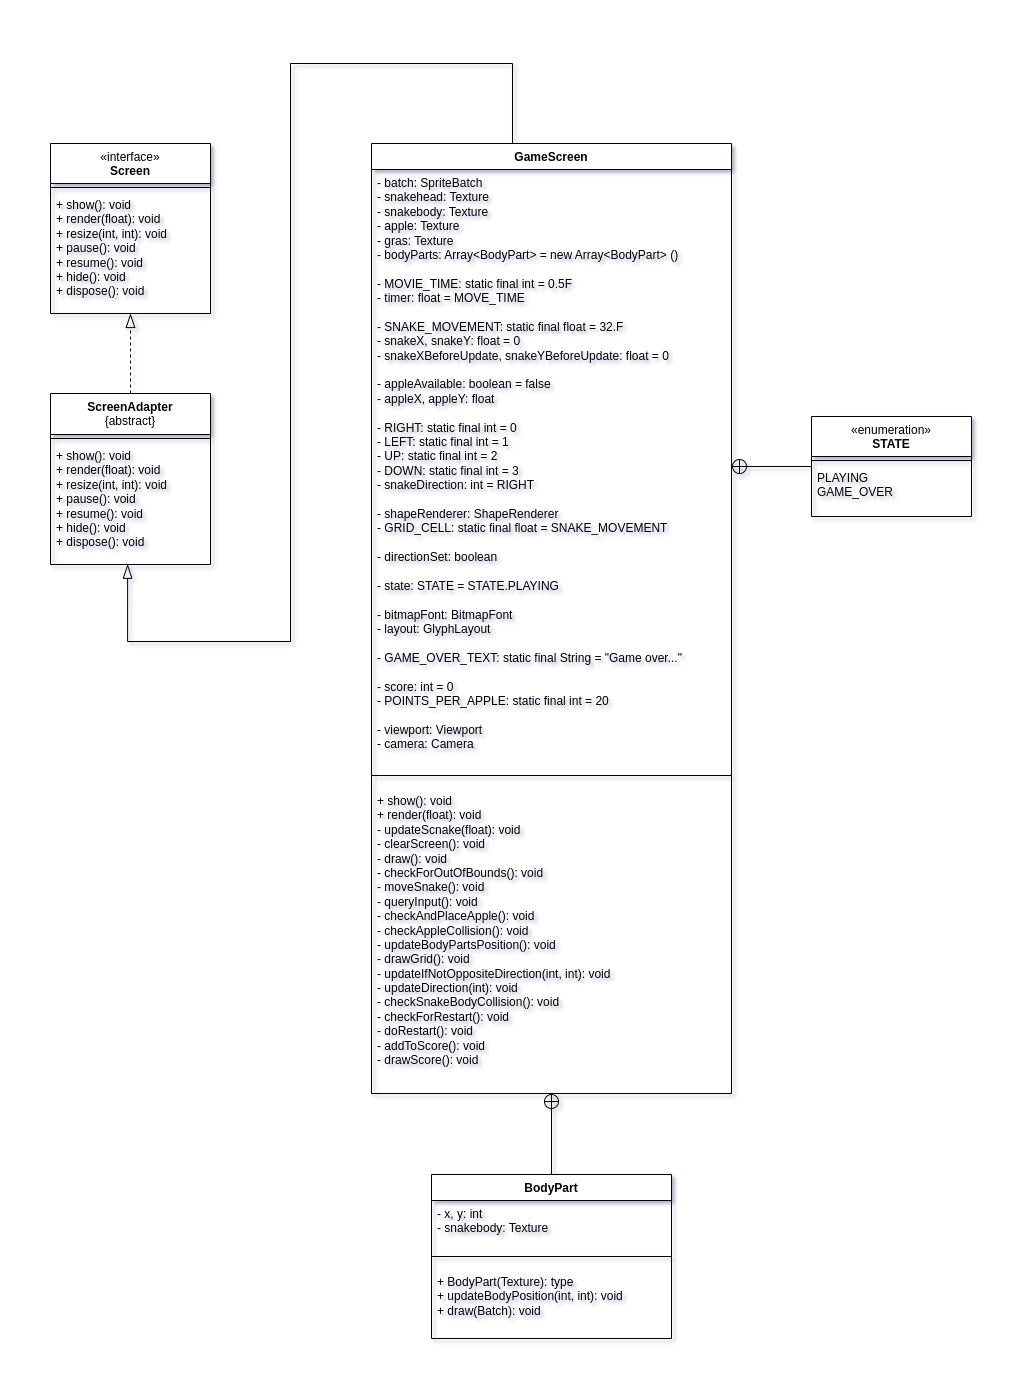 «interface»
Screen
+ show(): void
+ render(float): void
+ resize(int, int): void
+ pause(): void
+ resume(): void
+ hide(): void
+ dispose(): void
ScreenAdapter
{abstract}
+ show(): void
+ render(float): void
+ resize(int, int): void
+ pause(): void
+ resume(): void
+ hide(): void
+ dispose(): void
GameScreen
- batch: SpriteBatch
- snakehead: Texture
- snakebody: Texture
- apple: Texture
- gras: Texture
- bodyParts: Array<BodyPart> = new Array<BodyPart> ()
- MOVIE_TIME: static final int = 0.5F
- timer: float = MOVE_TIME
- SNAKE_MOVEMENT: static final float = 32.F
- snakeX, snakeY: float = 0
- snakeXBeforeUpdate, snakeYBeforeUpdate: float = 0
- appleAvailable: boolean = false
- appleX, appleY: float
- RIGHT: static final int = 0
- LEFT: static final int = 1
- UP: static final int = 2
- DOWN: static final int = 3
- snakeDirection: int = RIGHT
- shapeRenderer: ShapeRenderer
- GRID_CELL: static final float = SNAKE_MOVEMENT
- directionSet: boolean
- state: STATE = STATE.PLAYING
- bitmapFont: BitmapFont
- layout: GlyphLayout
- GAME_OVER_TEXT: static final String = "Game over..."
- score: int = 0
- POINTS_PER_APPLE: static final int = 20
- viewport: Viewport
- camera: Camera
+ show(): void
+ render(float): void
- updateScnake(float): void
- clearScreen(): void
- draw(): void
- checkForOutOfBounds(): void
- moveSnake(): void
- queryInput(): void
- checkAndPlaceApple(): void
- checkAppleCollision(): void
- updateBodyPartsPosition(): void
- drawGrid(): void
- updateIfNotOppositeDirection(int, int): void
- updateDirection(int): void
- checkSnakeBodyCollision(): void
- checkForRestart(): void
- doRestart(): void
- addToScore(): void
- drawScore(): void
«enumeration»
STATE
PLAYING
GAME_OVER
BodyPart
- x, y: int
- snakebody: Texture
+ BodyPart(Texture): type
+ updateBodyPosition(int, int): void
+ draw(Batch): void